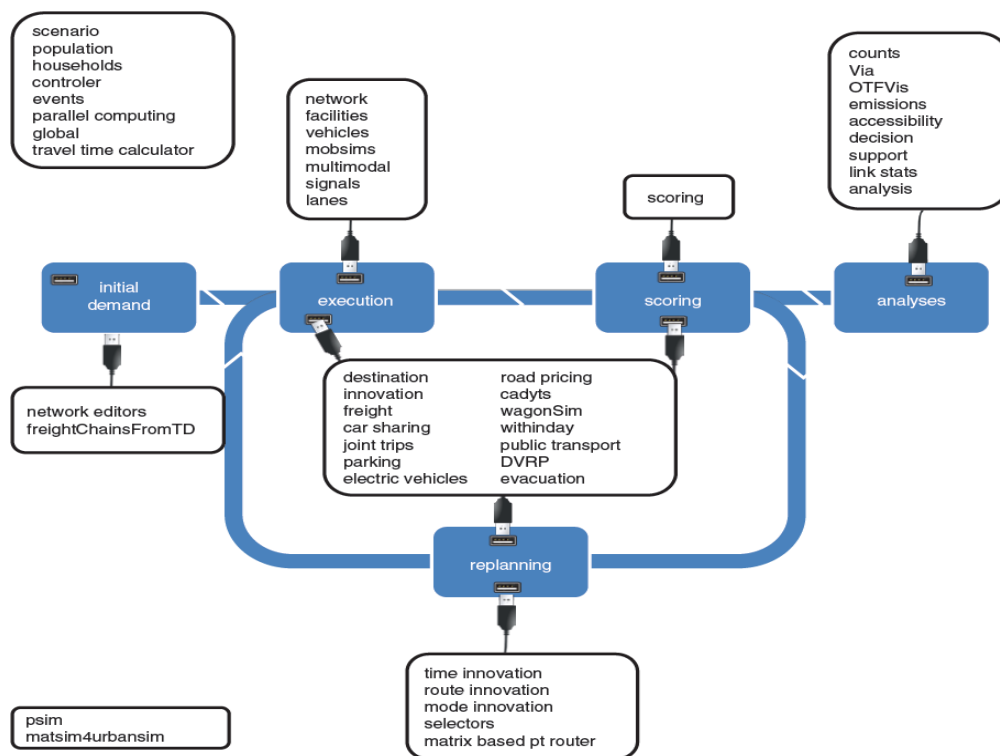 scenario
population
households
controler
events
parallel computing
global
travel time calculator
network
facilities
vehicles
mobsims
multimodal
signals
lanes
scoring
counts
Via
OTFVis
emissions
accessibility
decision
support
link stats
analysis
initial
demand
execution
scoring
analyses
network editors
freightChainsFromTD
destination
innovation
freight
car sharing
joint trips
parking
electric vehicles
road pricing
cadyts
wagonSim
withinday
public transport
DVRP
evacuation
replanning
time innovation
route innovation
mode innovation
selectors
matrix based pt router
psim
matsim4urbansim